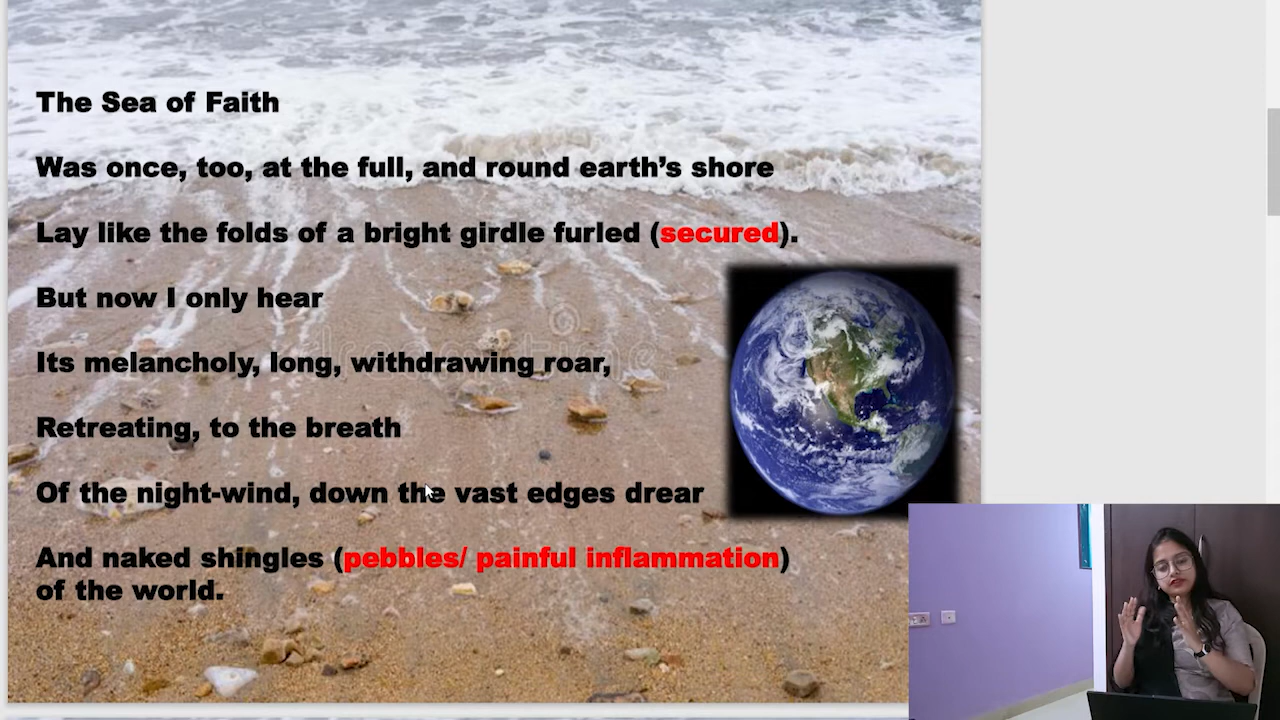 The Sea of Faith
Was once, too, at the full, and round earth’s shore
Lay like the folds of a bright girdle furled (secured).
But now I only hear
Its melancholy, long, withdrawing roar,
Retreating, to the breath
Of the night-wind, down the vast edges drear
And naked shingles (pebbles/ painful inflammation)
of the world.